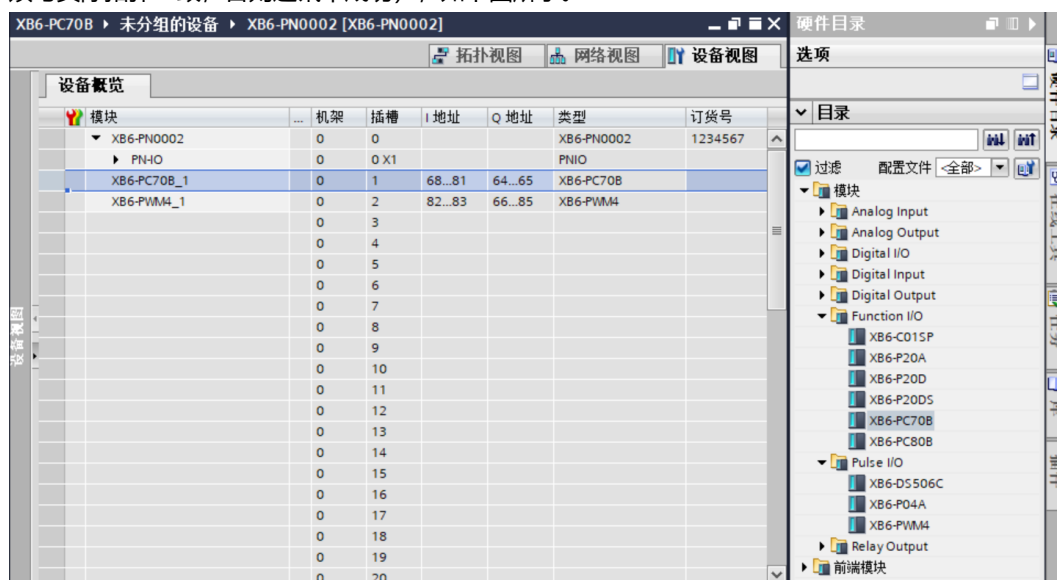 XB6-PC70B ▸ 未分组的设备 ▸ XB6-PN0002 [XB6-PN0002]
拓扑视图 网络视图 设备视图
设备概览
模块 ... 机架 插槽 I 地址 Q 地址 类型 订货号
XB6-PN0002 0 0 XB6-PN0002 1234567
PN-IO 0 0 X1 PNIO
XB6-PC70B_1 0 1 68...81 64...65 XB6-PC70B
XB6-PWM4_1 0 2 82...83 66...85 XB6-PWM4
0 3
0 4
0 5
0 6
0 7
0 8
0 9
0 10
0 11
0 12
0 13
0 14
0 15
0 16
0 17
0 18
0 19
0 20
设备视图
硬件目录
选项
目录
过滤 配置文件 <全部>
模块
Analog Input
Analog Output
Digital I/O
Digital Input
Digital Output
Function I/O
XB6-C01SP
XB6-P20A
XB6-P20D
XB6-P20DS
XB6-PC70B
XB6-PC80B
Pulse I/O
XB6-DS506C
XB6-P04A
XB6-PWM4
Relay Output
前端模块